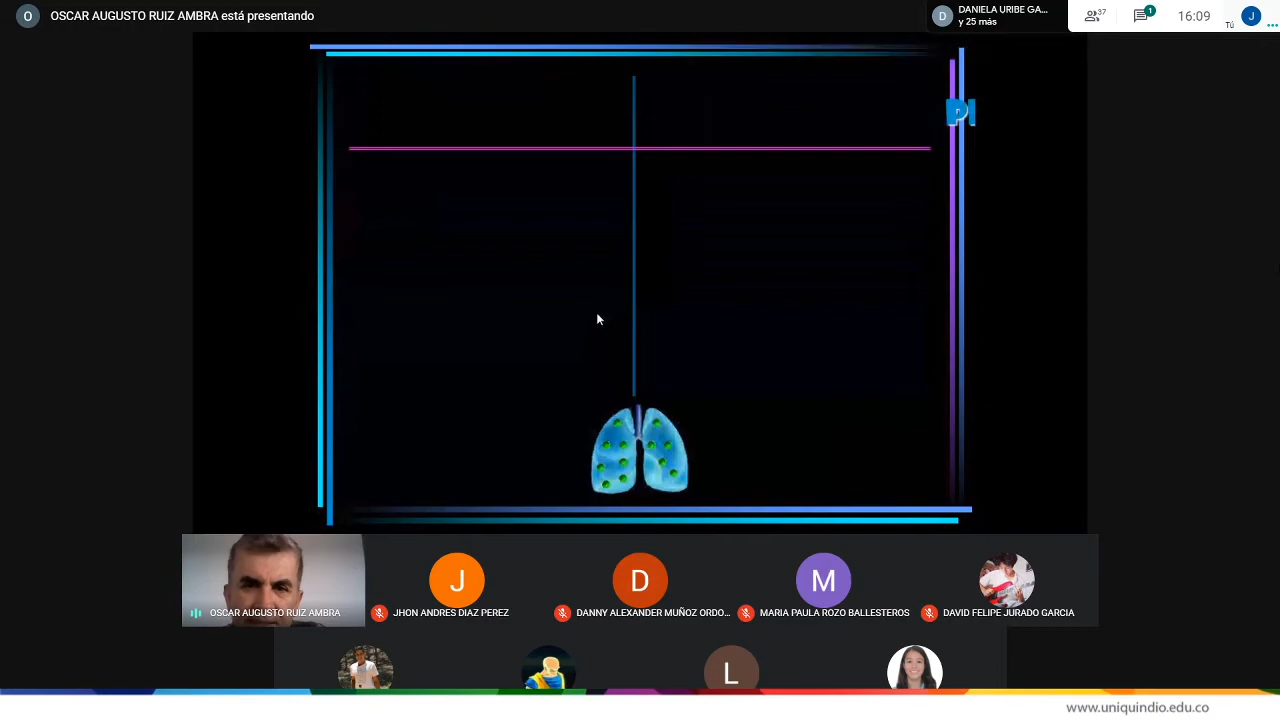 O
OSCAR AUGUSTO RUIZ AMBRA está presentando
D
DANIELA URIBE GA...
y 25 más
37
1
16:09
Tú
J
PI
OSCAR AUGUSTO RUIZ AMBRA
J
JHON ANDRES DIAZ PEREZ
D
DANNY ALEXANDER MUÑOZ ORDO...
M
MARIA PAULA ROZO BALLESTEROS
DAVID FELIPE JURADO GARCIA
L
www.uniquindio.edu.co